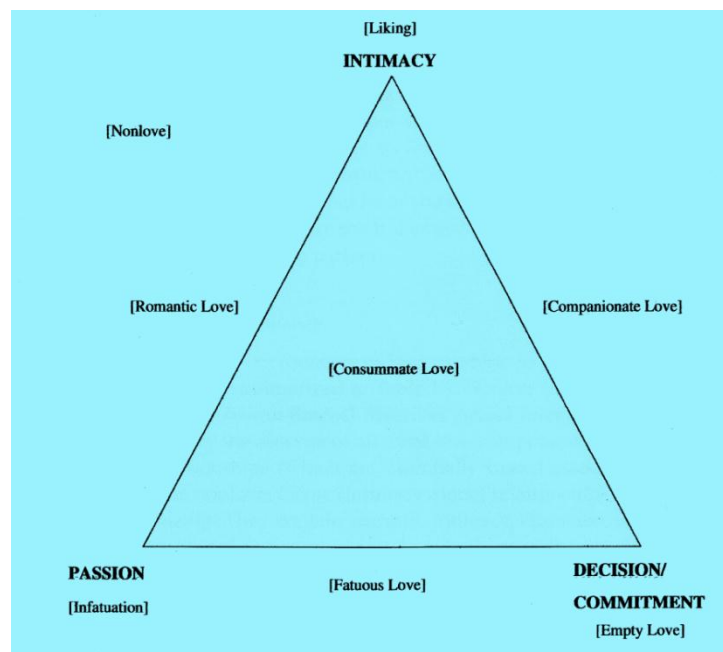 [Liking]
INTIMACY
[Nonlove]
[Romantic Love]
[Companionate Love]
[Consummate Love]
PASSION
[Infatuation]
[Fatuous Love]
DECISION/
COMMITMENT
[Empty Love]